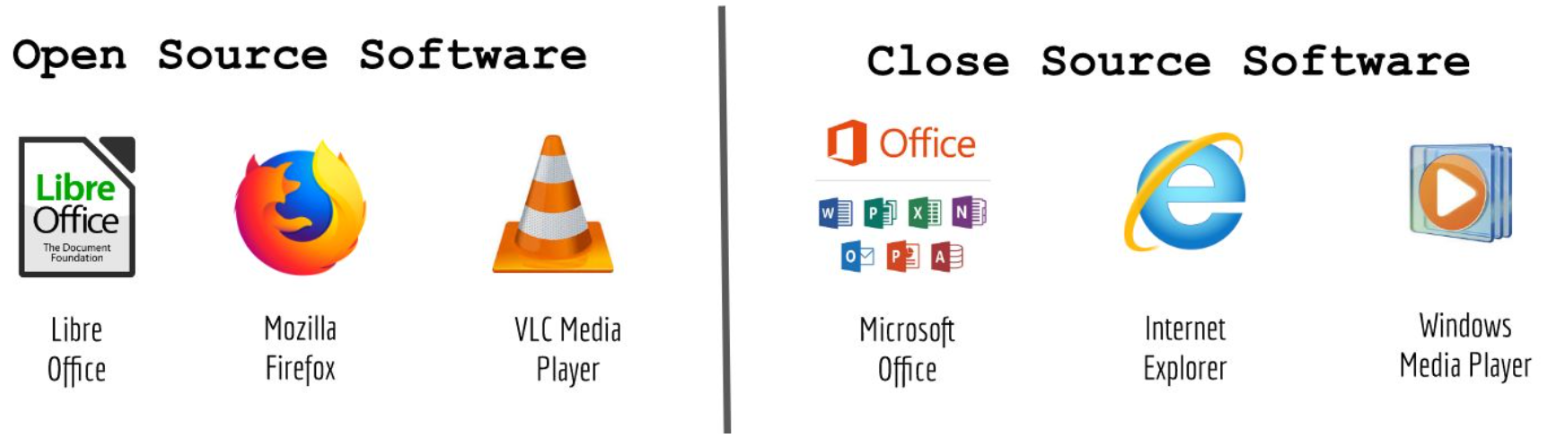 Open Source Software
Libre
Office
The Document
Foundation
Libre
Office
Mozilla
Firefox
VLC Media
Player
Close Source Software
Office
W
P
X
N
O
P
A
Microsoft
Office
Internet
Explorer
Windows
Media Player